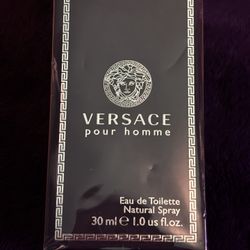 VERSACE
pour homme
Eau de Toilette
Natural Spray
30 ml ℮ 1.0 us fl.oz.